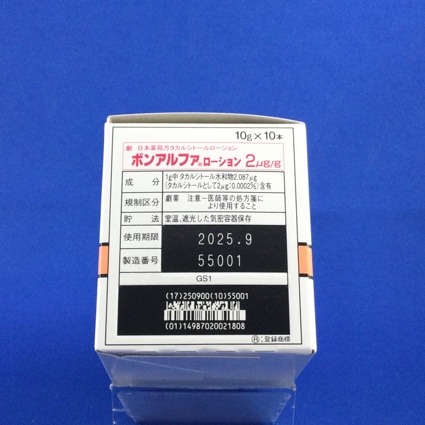 10g×10本
劇 日本薬局方タカルシトールローション
ボンアルファ®ローション 2μg/g
成分 1g中 タカルシトール水和物2.087μg
(タカルシトールとして2μg:0.0002%)含有
規制区分 劇薬 注意-医師等の処方箋に
より使用すること
貯法 室温、遮光した気密容器保存
使用期限 2025.9
製造番号 55001
GS1
(17)250900(10)55001
(01)14987020021808
®:登録商標